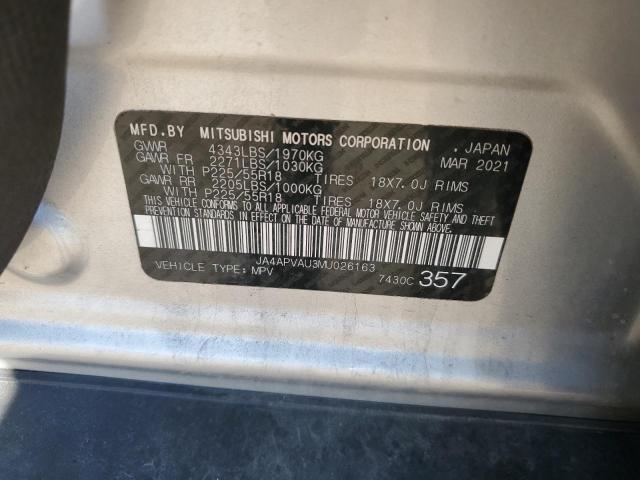 MFD.BY MITSUBISHI MOTORS CORPORATION . JAPAN
GVWR 4343LBS/1970KG MAR 2021
GAWR FR 2271LBS/1030KG
WITH P225/55R18 TIRES 18X7.0J RIMS
GAWR RR 2205LBS/1000KG
WITH P225/55R18 TIRES 18X7.0J RIMS
THIS VEHICLE CONFORMS TO ALL APPLICABLE FEDERAL MOTOR VEHICLE SAFETY AND THEFT
PREVENTION STANDARDS IN EFFECT ON THE DATE OF MANUFACTURE SHOWN ABOVE.
JA4APVAU3MU026163
VEHICLE TYPE: MPV 7430C 357